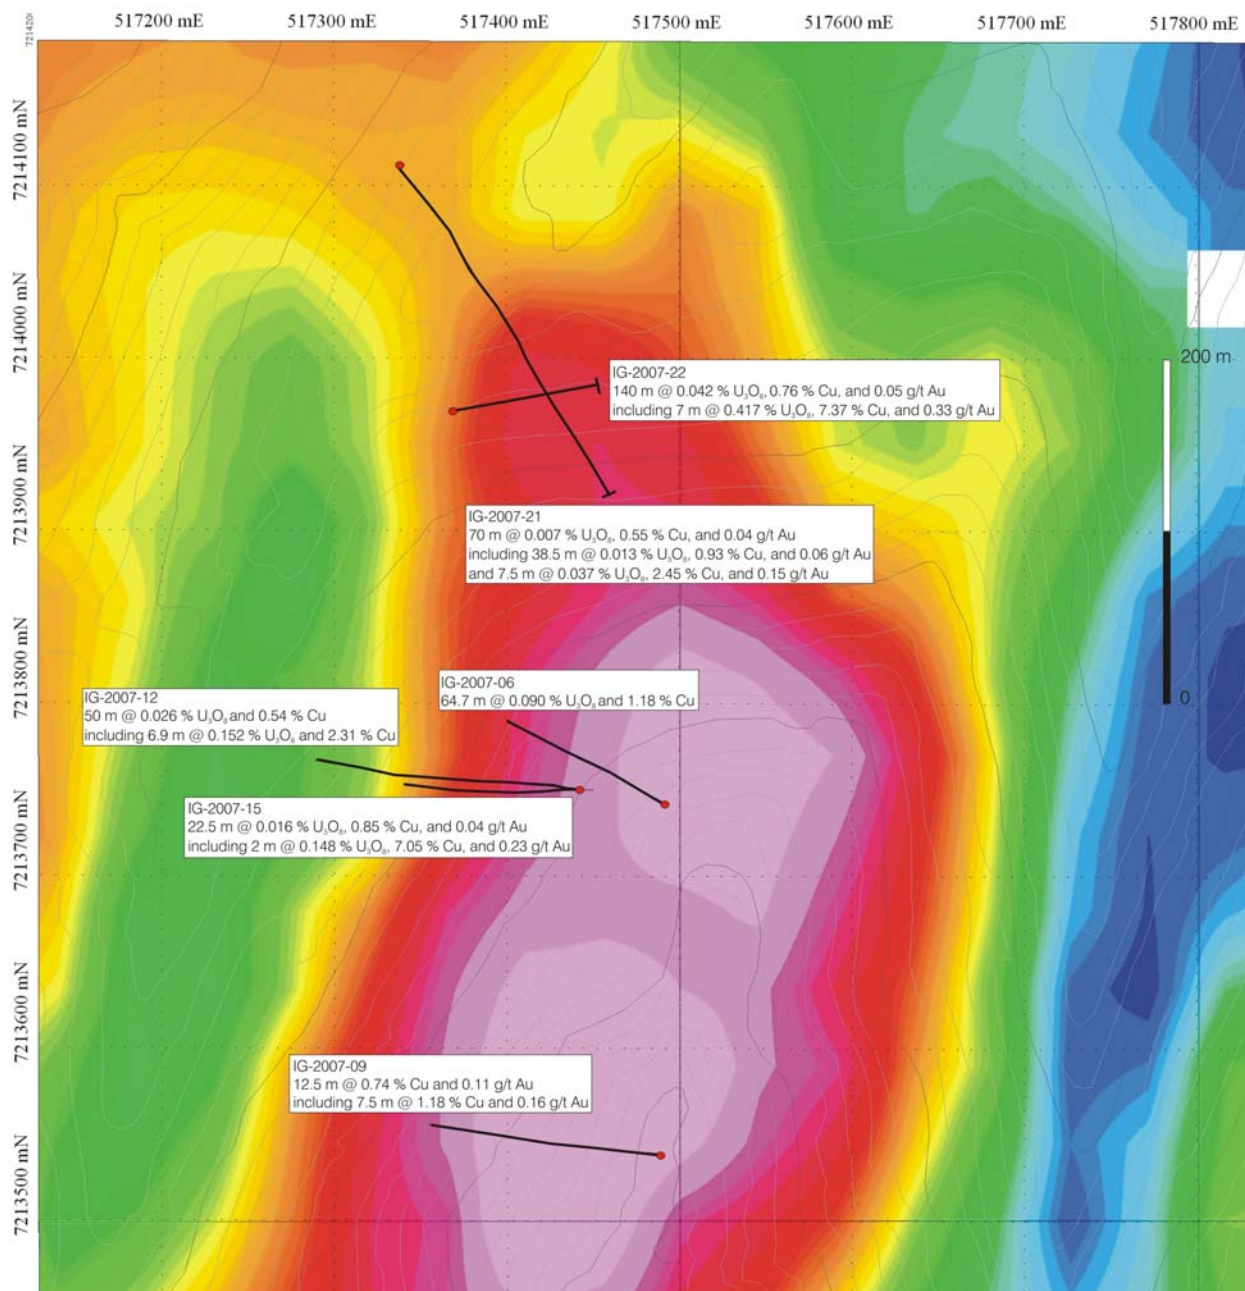 517200 mE 517300 mE 517400 mE 517500 mE 517600 mE 517700 mE 517800 mE
7214100 mN
7214000 mN
200 m
IG-2007-22
140 m @ 0.042 % U₃O₈, 0.76 % Cu, and 0.05 g/t Au
including 7 m @ 0.417 % U₃O₈, 7.37 % Cu, and 0.33 g/t Au
7213900 mN
IG-2007-21
70 m @ 0.007 % U₃O₈, 0.55 % Cu, and 0.04 g/t Au
including 38.5 m @ 0.013 % U₃O₈, 0.93 % Cu, and 0.06 g/t Au
and 7.5 m @ 0.037 % U₃O₈, 2.45 % Cu, and 0.15 g/t Au
7213800 mN
IG-2007-06
64.7 m @ 0.090 % U₃O₈ and 1.18 % Cu
0
IG-2007-12
50 m @ 0.026 % U₃O₈ and 0.54 % Cu
including 6.9 m @ 0.152 % U₃O₈ and 2.31 % Cu
7213700 mN
IG-2007-15
22.5 m @ 0.016 % U₃O₈, 0.85 % Cu, and 0.04 g/t Au
including 2 m @ 0.148 % U₃O₈, 7.05 % Cu, and 0.23 g/t Au
7213600 mN
IG-2007-09
12.5 m @ 0.74 % Cu and 0.11 g/t Au
including 7.5 m @ 1.18 % Cu and 0.16 g/t Au
7213500 mN